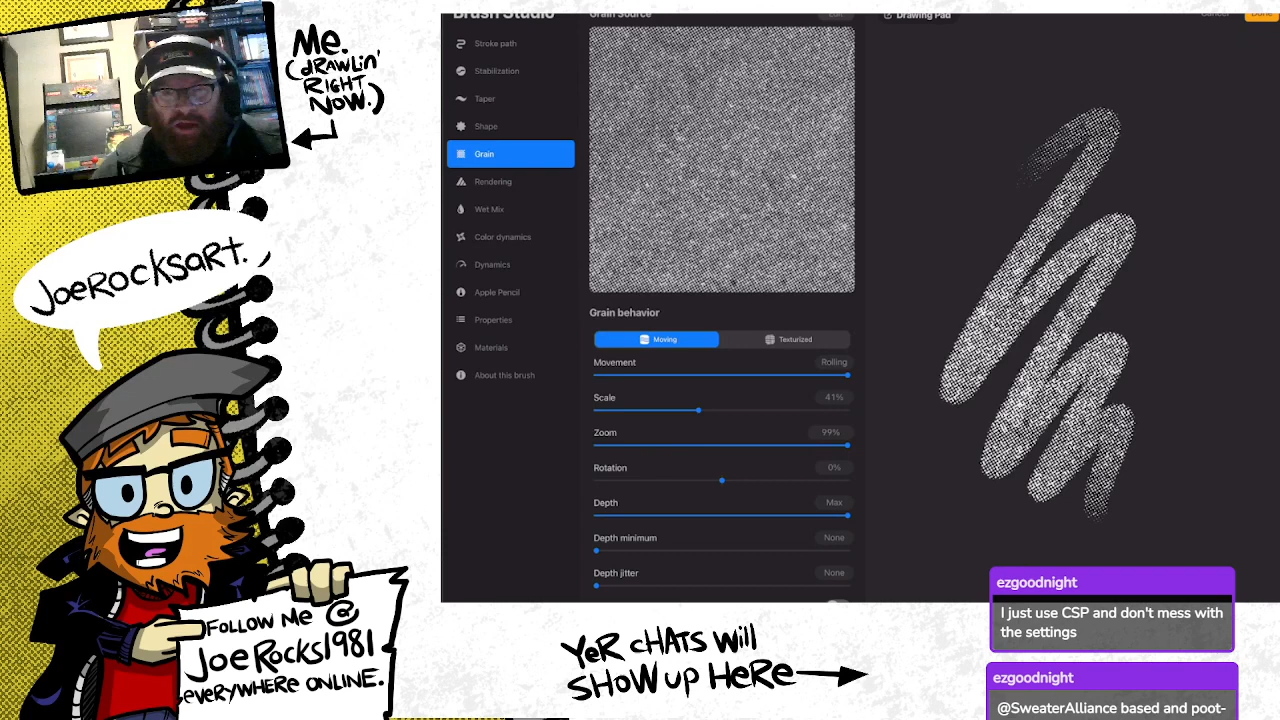 Me.
(dRAWLin'
RiGHT
NOW.)
JoeRocksaRt.
FOLLOW Me @
JoeRocks1981
everYWHERe ONLINE.
Brush Studio
Stroke path
Stabilization
Taper
Shape
Grain
Rendering
Wet Mix
Color dynamics
Dynamics
Apple Pencil
Properties
Materials
About this brush
Grain Source
Edit
Grain behavior
Moving
Texturized
Movement
Rolling
Scale
41%
Zoom
99%
Rotation
0%
Depth
Max
Depth minimum
None
Depth jitter
None
Drawing Pad
Cancel
Done
YeR cHATs Will
SHOW up HeRe
ezgoodnight
I just use CSP and don't mess with
the settings
ezgoodnight
@SweaterAlliance based and poot-